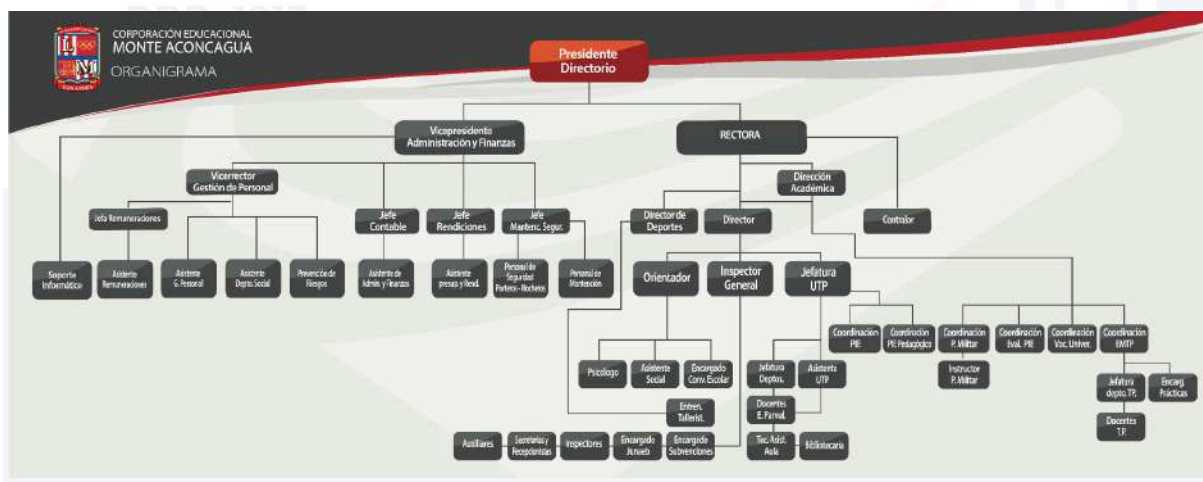 CORPORACIÓN EDUCACIONAL
MONTE ACONCAGUA
ORGANIGRAMA
Presidente
Directorio
Vicepresidente
Administración y Finanzas
RECTORA
Vicerrector
Gestión de Personal
Dirección
Académica
Jefa Remuneraciones
Jefe
Contable
Jefe
Rendiciones
Jefe
Mantenc. Segur.
Director de
Deportes
Director
Contralor
Soporte
Informático
Asistente
Remuneraciones
Asistente
G. Personal
Asistente
Depto. Social
Prevención de
Riesgos
Asistente de
Admin. y Finanzas
Asistente
presup. y Rend.
Personal de
Seguridad
Porteros - Nocheros
Personal de
Mantención
Orientador
Inspector
General
Jefatura
UTP
Coordinación
PIE
Coordinación
PIE Pedagógico
Coordinación
P. Militar
Coordinación
Eval. PIE
Coordinación
Voc. Univer.
Coordinación
EMTP
Psicólogo
Asistente
Social
Encargado
Conv. Escolar
Jefatura
Deptos.
Asistente
UTP
Instructor
P. Militar
Jefatura
depto. TP.
Encarg.
Prácticas
Entren.
Tallerist.
Docentes
E. Parvul.
Docentes
T.P.
Auxiliares
Secretarias y
Recepcionistas
Inspectores
Encargado
Junaeb
Encargado
Subvenciones
Tec. Asist.
Aula
Bibliotecaria